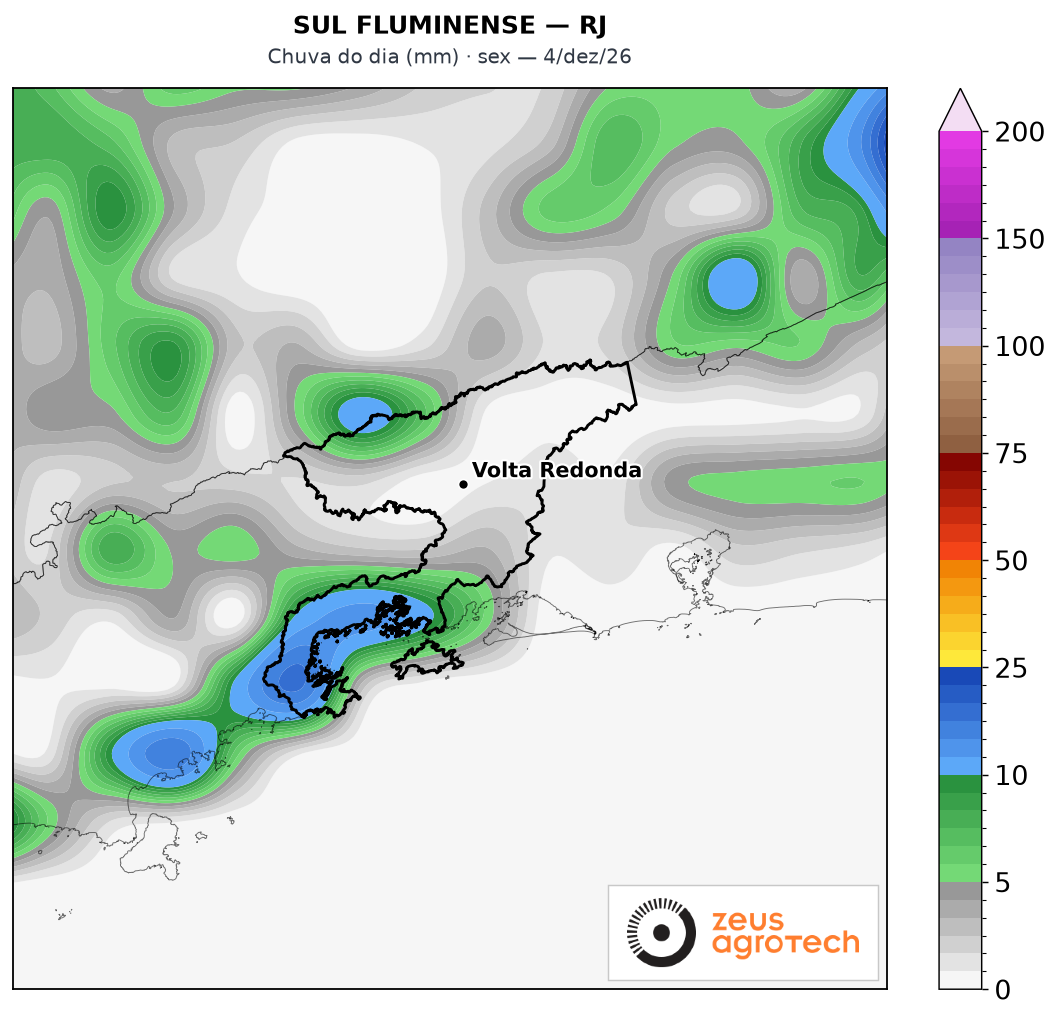 SUL FLUMINENSE — RJ
Chuva do dia (mm) · sex — 4/dez/26
200
150
100
75
50
25
10
5
0
Volta Redonda
zeus
agrotech